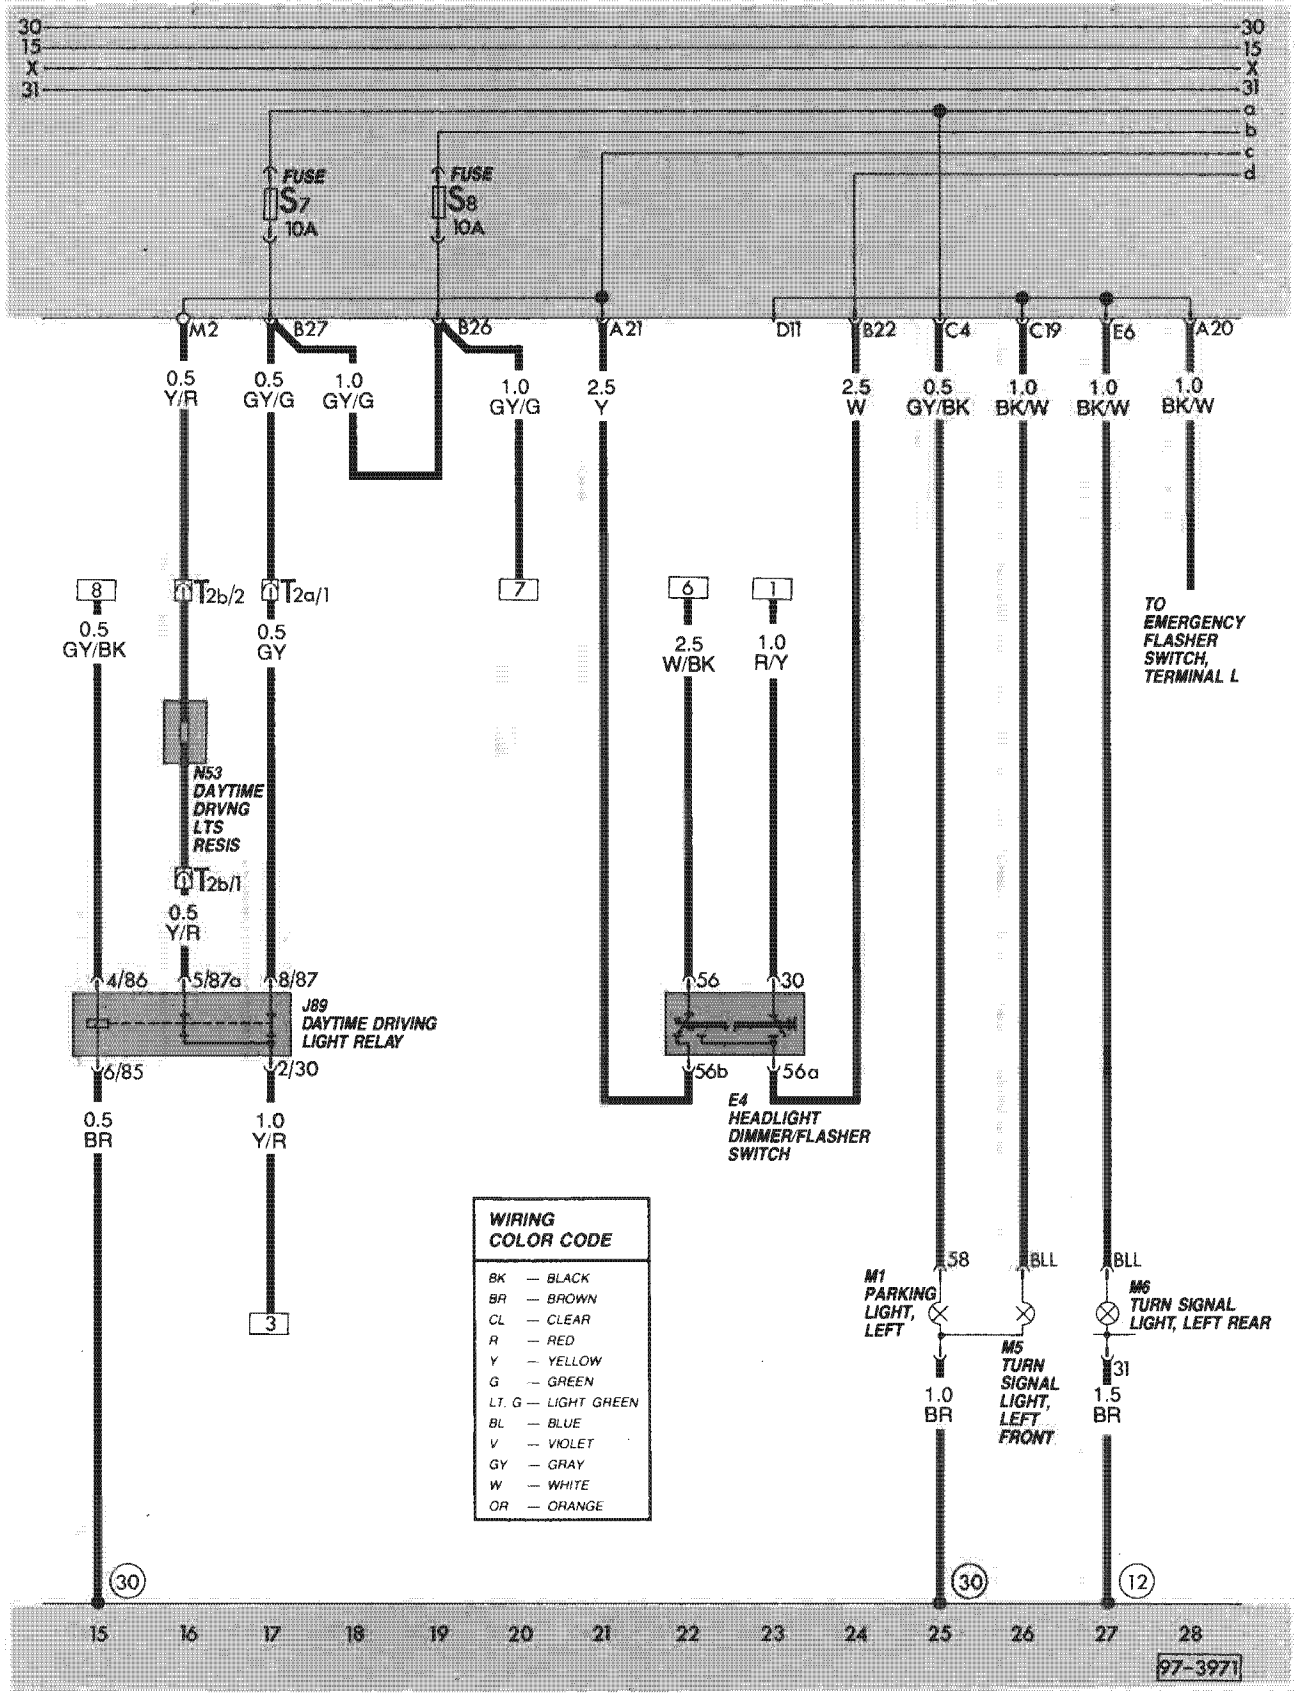 30 30
15 15
X X
31 31
a
b
c
d
FUSE FUSE
S7 S8
10A 10A
M2 B27 B26 A21 D11 B22 C4 C19 E6 A20
0.5 0.5 1.0 1.0 2.5 2.5 0.5 1.0 1.0 1.0
Y/R GY/G GY/G GY/G Y W GY/BK BK/W BK/W BK/W
8 T2b/2 T2a/1 7 6 1
0.5 0.5 2.5 1.0
GY/BK GY W/BK R/Y
TO
EMERGENCY
FLASHER
SWITCH,
TERMINAL L
N53
DAYTIME
DRVNG
LTS
RESIS
T2b/1
0.5
Y/R
4/86 5/87a 8/87 56 30
J89
DAYTIME DRIVING
LIGHT RELAY
6/85 2/30 56b 56a
0.5 1.0
BR Y/R
E4
HEADLIGHT
DIMMER/FLASHER
SWITCH
WIRING
COLOR CODE
BK — BLACK
BR — BROWN
CL — CLEAR
R — RED
Y — YELLOW
G — GREEN
LT. G — LIGHT GREEN
BL — BLUE
V — VIOLET
GY — GRAY
W — WHITE
OR — ORANGE
3
58 BLL BLL
M1
PARKING
LIGHT,
LEFT
M5
TURN
SIGNAL
LIGHT,
LEFT
FRONT
M6
TURN SIGNAL
LIGHT, LEFT REAR
31
1.0 1.5
BR BR
30 30 12
15 16 17 18 19 20 21 22 23 24 25 26 27 28
97-3971